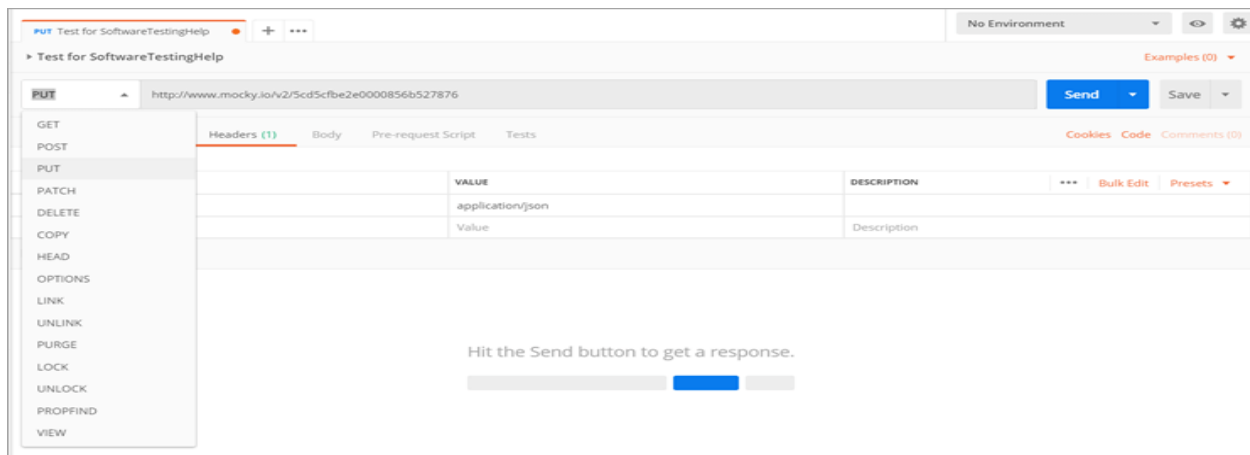 PUT Test for SoftwareTestingHelp
No Environment
Test for SoftwareTestingHelp
Examples (0)
PUT http://www.mocky.io/v2/5cd5cfbe2e0000856b527876 Send Save
GET
Headers (1) Body Pre-request Script Tests Cookies Code Comments (0)
POST
PUT
VALUE DESCRIPTION Bulk Edit Presets
PATCH
application/json
DELETE
Value Description
COPY
HEAD
OPTIONS
LINK
UNLINK
PURGE
Hit the Send button to get a response.
LOCK
UNLOCK
PROPFIND
VIEW